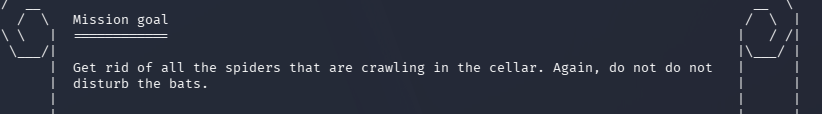 Mission goal
Get rid of all the spiders that are crawling in the cellar. Again, do not do not
disturb the bats.